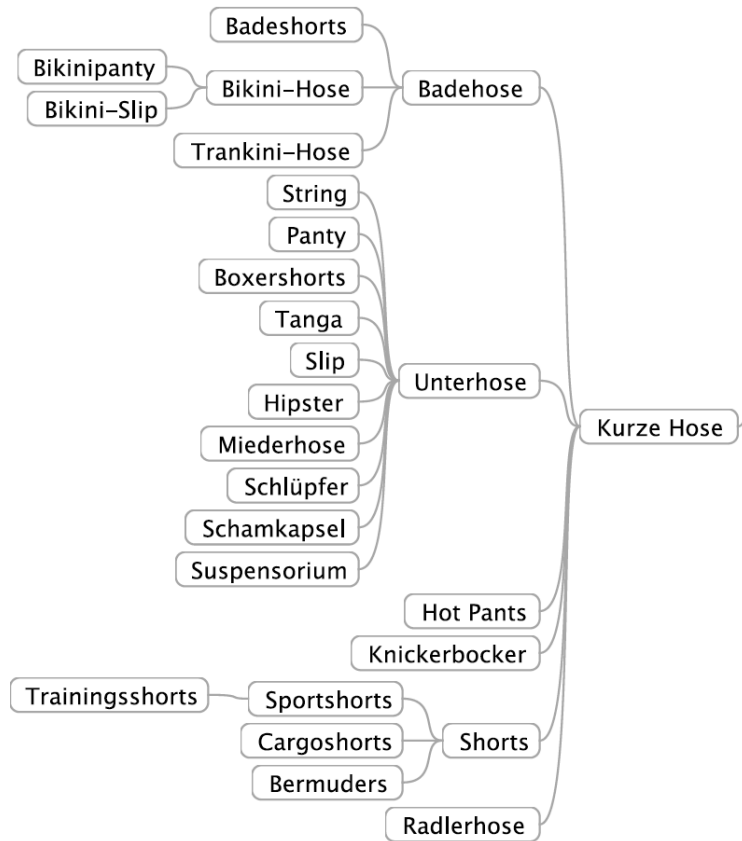 Badeshorts
Bikinipanty
Bikini-Hose
Badehose
Bikini-Slip
Trankini-Hose
String
Panty
Boxershorts
Tanga
Slip
Unterhose
Hipster
Kurze Hose
Miederhose
Schlüpfer
Schamkapsel
Suspensorium
Hot Pants
Knickerbocker
Trainingsshorts
Sportshorts
Cargoshorts
Shorts
Bermuders
Radlerhose